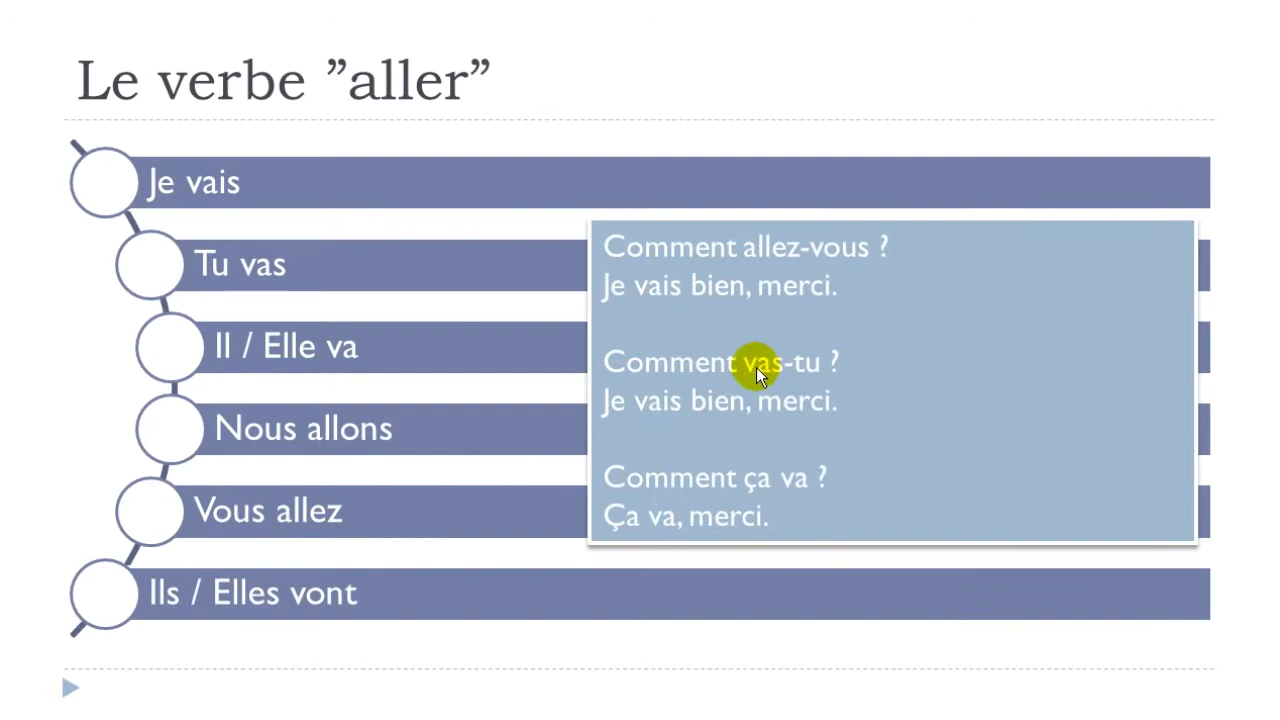 Le verbe ”aller”
Je vais
Tu vas
Il / Elle va
Nous allons
Vous allez
Ils / Elles vont
Comment allez-vous ?
Je vais bien, merci.
Comment vas-tu ?
Je vais bien, merci.
Comment ça va ?
Ça va, merci.